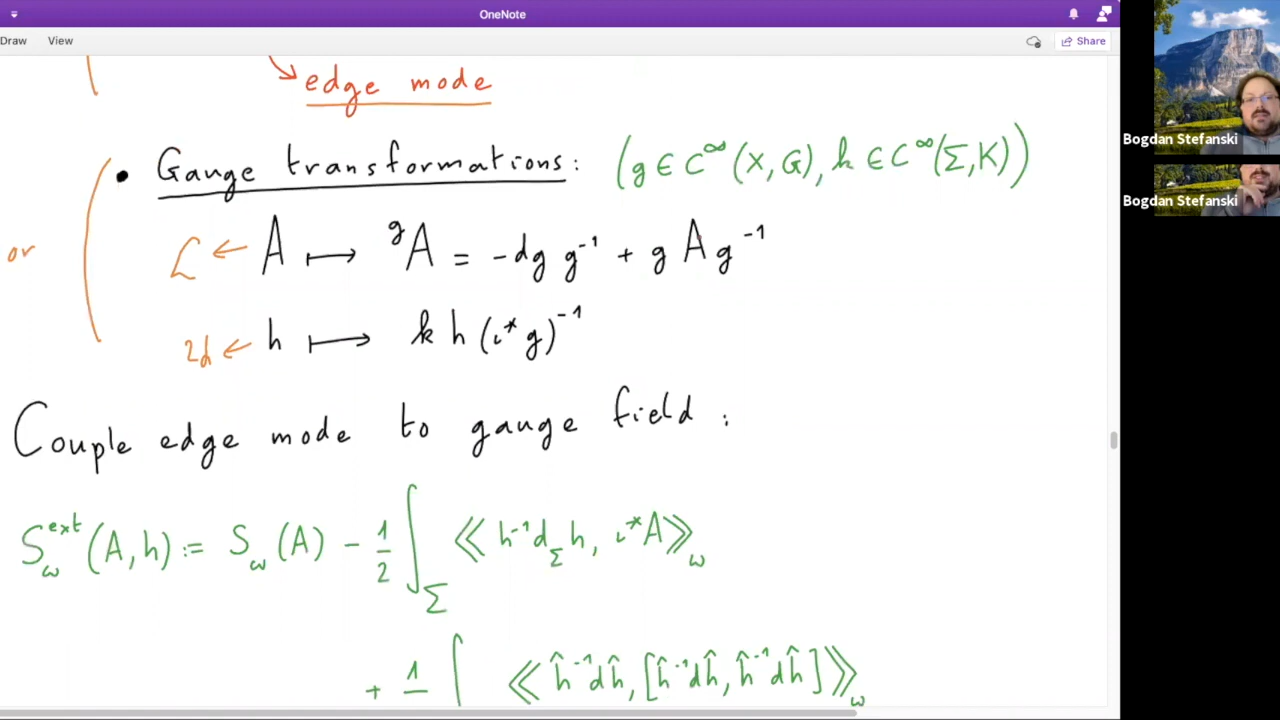 OneNote
Draw View Share
edge mode
Bogdan Stefanski
• Gauge transformations: (g ∈ C^∞(X, G), k ∈ C^∞(Σ, K))
Bogdan Stefanski
or L ← A ↦ ^gA = -dg g^{-1} + g A g^{-1}
2d ← h ↦ k h (ι^* g)^{-1}
Couple edge mode to gauge field :
S_ω^{ext}(A, h) := S_ω(A) - 1/2 ∫_Σ ⟪h^{-1} d_Σ h, ι^* A⟫_ω
+ 1 ∫ ⟪ĥ^{-1} dĥ, [ĥ^{-1} dĥ, ĥ^{-1} dĥ]⟫_ω